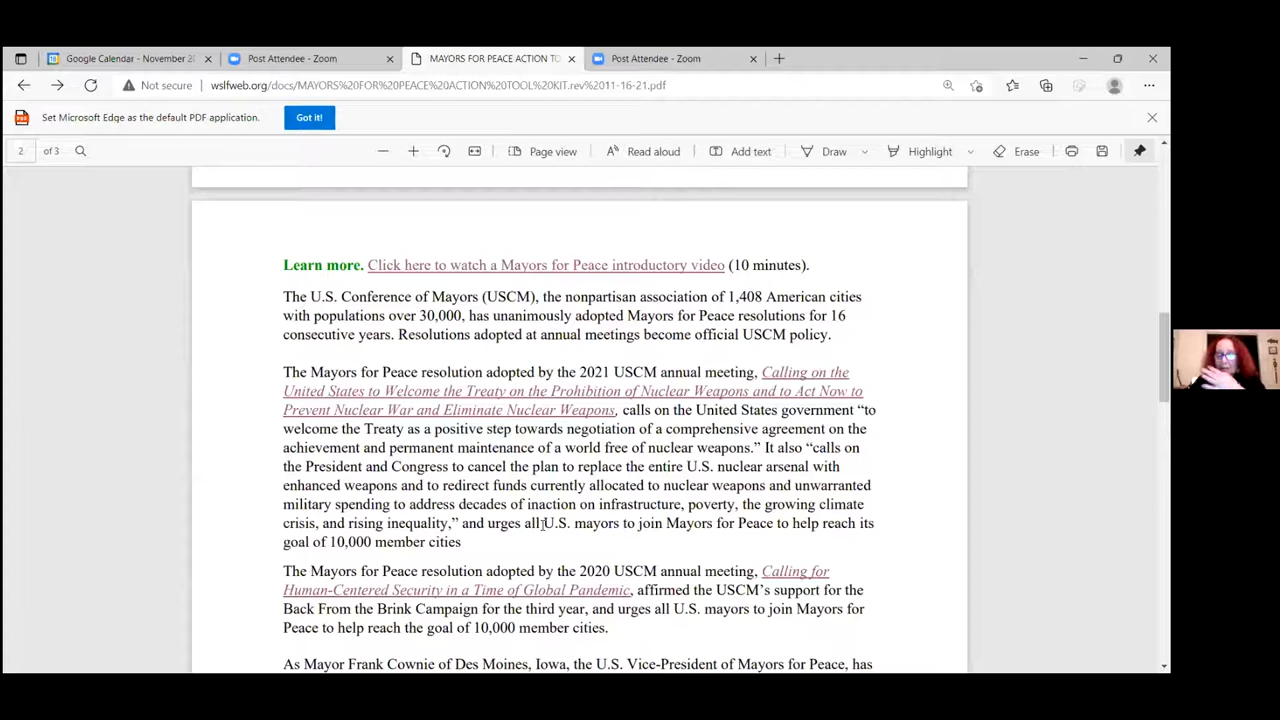 Google Calendar - November 2
Post Attendee - Zoom
MAYORS FOR PEACE ACTION TO
Post Attendee - Zoom
Not secure
wslfweb.org/docs/MAYORS%20FOR%20PEACE%20ACTION%20TOOL%20KIT.rev%2011-16-21.pdf
Set Microsoft Edge as the default PDF application.
Got it!
2 of 3
Page view
Read aloud
Add text
Draw
Highlight
Erase
Learn more. Click here to watch a Mayors for Peace introductory video (10 minutes).
The U.S. Conference of Mayors (USCM), the nonpartisan association of 1,408 American cities
with populations over 30,000, has unanimously adopted Mayors for Peace resolutions for 16
consecutive years. Resolutions adopted at annual meetings become official USCM policy.
The Mayors for Peace resolution adopted by the 2021 USCM annual meeting, Calling on the
United States to Welcome the Treaty on the Prohibition of Nuclear Weapons and to Act Now to
Prevent Nuclear War and Eliminate Nuclear Weapons, calls on the United States government “to
welcome the Treaty as a positive step towards negotiation of a comprehensive agreement on the
achievement and permanent maintenance of a world free of nuclear weapons.” It also “calls on
the President and Congress to cancel the plan to replace the entire U.S. nuclear arsenal with
enhanced weapons and to redirect funds currently allocated to nuclear weapons and unwarranted
military spending to address decades of inaction on infrastructure, poverty, the growing climate
crisis, and rising inequality,” and urges all U.S. mayors to join Mayors for Peace to help reach its
goal of 10,000 member cities
The Mayors for Peace resolution adopted by the 2020 USCM annual meeting, Calling for
Human-Centered Security in a Time of Global Pandemic, affirmed the USCM’s support for the
Back From the Brink Campaign for the third year, and urges all U.S. mayors to join Mayors for
Peace to help reach the goal of 10,000 member cities.
As Mayor Frank Cownie of Des Moines, Iowa, the U.S. Vice-President of Mayors for Peace, has